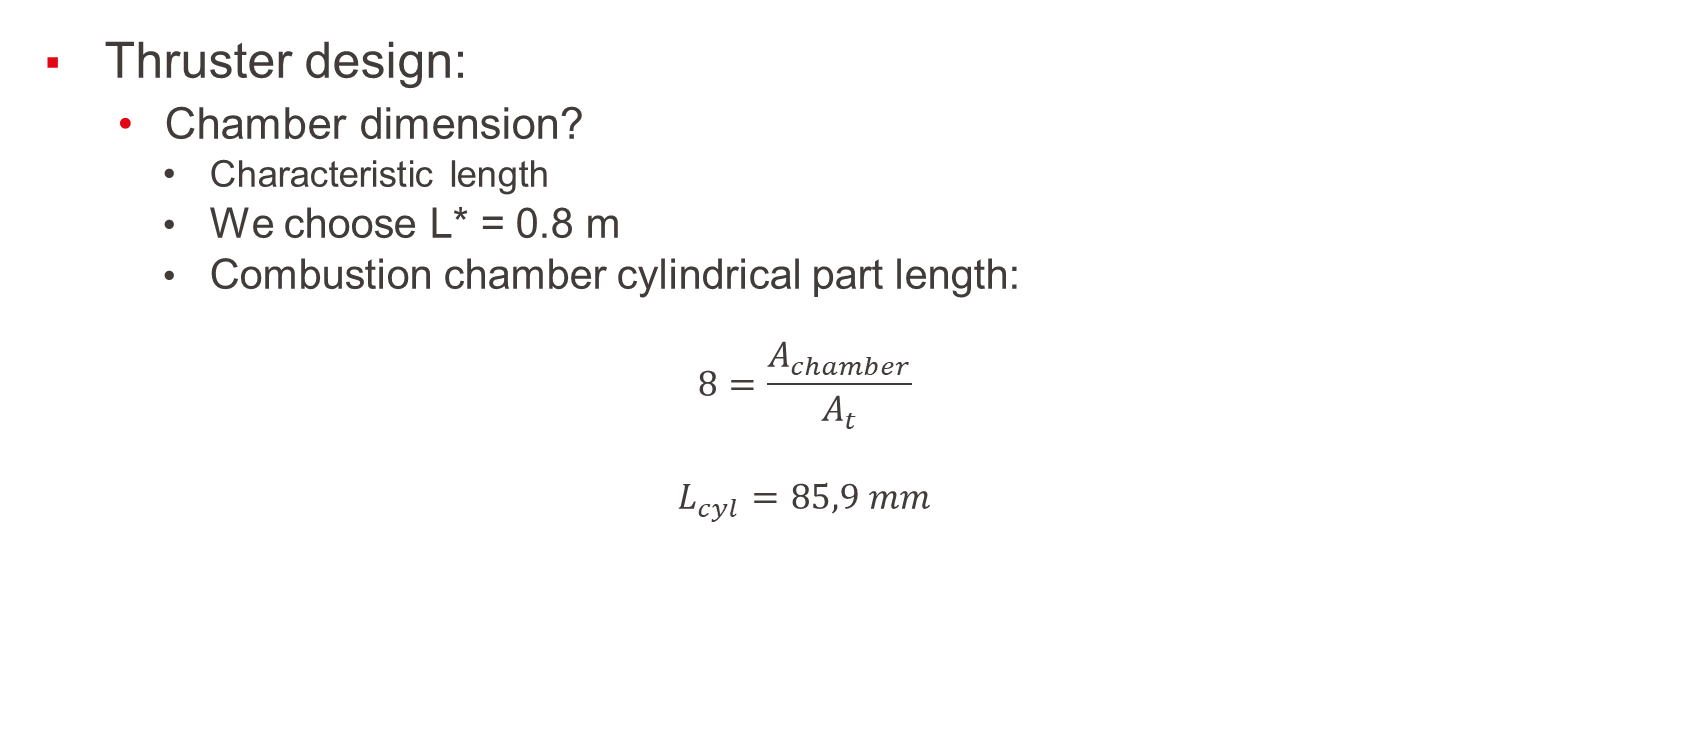 ▪ Thruster design:
• Chamber dimension?
• Characteristic length
• We choose L* = 0.8 m
• Combustion chamber cylindrical part length:
8 = A_chamber / A_t
L_cyl = 85,9 mm